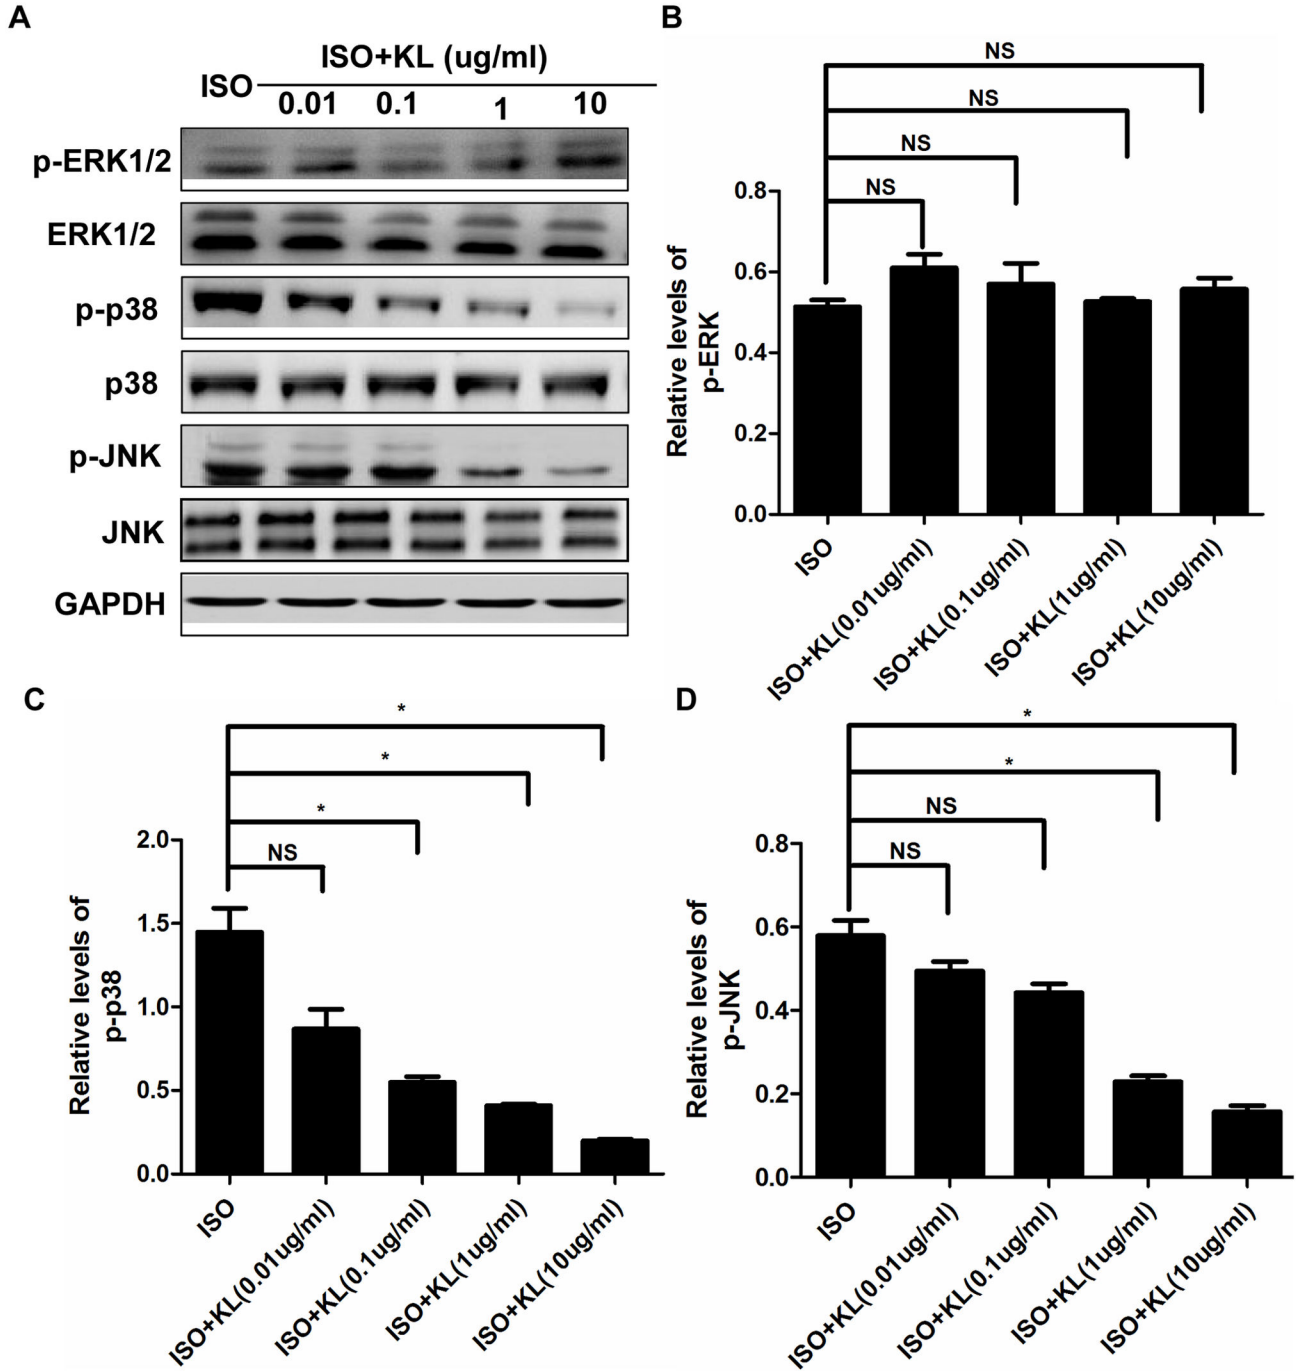 A
ISO+KL (ug/ml)
ISO
0.01 0.1 1 10
p-ERK1/2
ERK1/2
p-p38
p38
p-JNK
JNK
GAPDH
B
NS
NS
NS
NS
0.8
0.6
0.4
0.2
0.0
Relative levels of
p-ERK
ISO
ISO+KL(0.01ug/ml)
ISO+KL(0.1ug/ml)
ISO+KL(1ug/ml)
ISO+KL(10ug/ml)
C
*
*
*
NS
2.0
1.5
1.0
0.5
0.0
Relative levels of
p-p38
ISO
ISO+KL(0.01ug/ml)
ISO+KL(0.1ug/ml)
ISO+KL(1ug/ml)
ISO+KL(10ug/ml)
D
*
*
NS
NS
0.8
0.6
0.4
0.2
0.0
Relative levels of
p-JNK
ISO
ISO+KL(0.01ug/ml)
ISO+KL(0.1ug/ml)
ISO+KL(1ug/ml)
ISO+KL(10ug/ml)